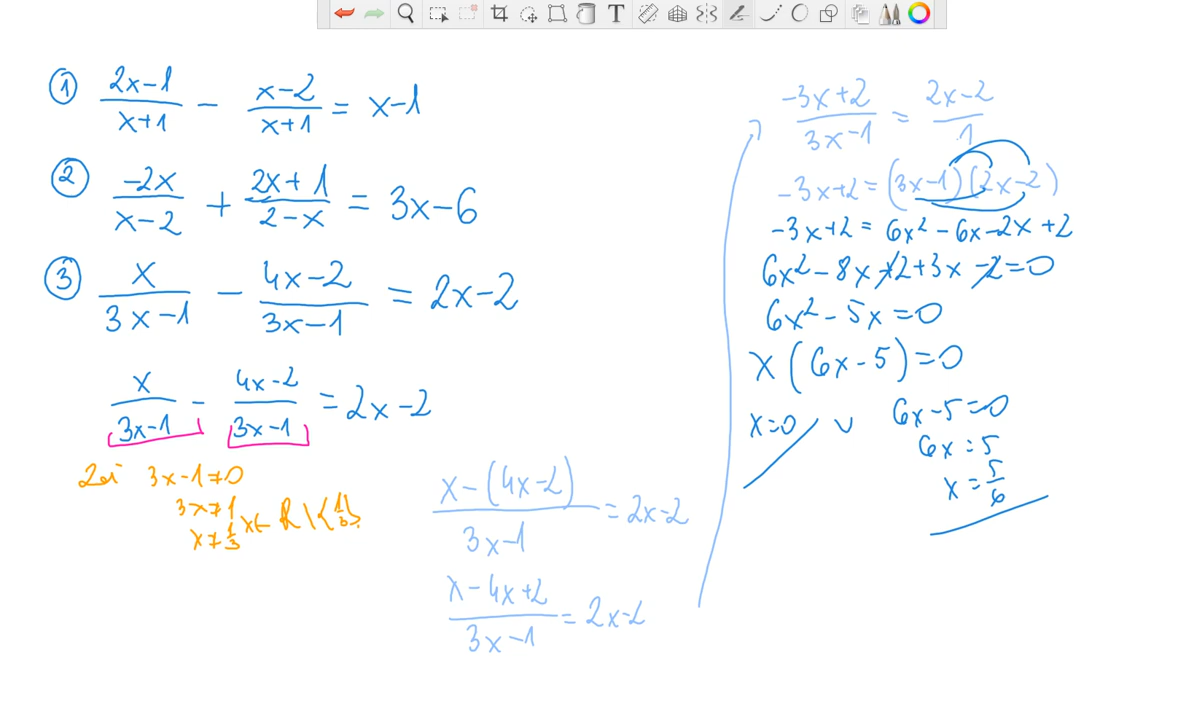 ① (2x-1)/(x+1) - (x-2)/(x+1) = x-1
② (-2x)/(x-2) + (2x+1)/(2-x) = 3x-6
③ x/(3x-1) - (4x-2)/(3x-1) = 2x-2
x/(3x-1) - (4x-2)/(3x-1) = 2x-2
3x-1≠0
3x≠1
x≠1/3 x∈ R\{1/3}
(x-(4x-2))/(3x-1) = 2x-2
(x-4x+2)/(3x-1) = 2x-2
(-3x+2)/(3x-1) = (2x-2)/1
-3x+2 = (3x-1)(2x-2)
-3x+2 = 6x²-6x-2x+2
6x²-8x+2+3x-2=0
6x²-5x=0
x(6x-5)=0
x=0 ∨ 6x-5=0
6x=5
x=5/6
T